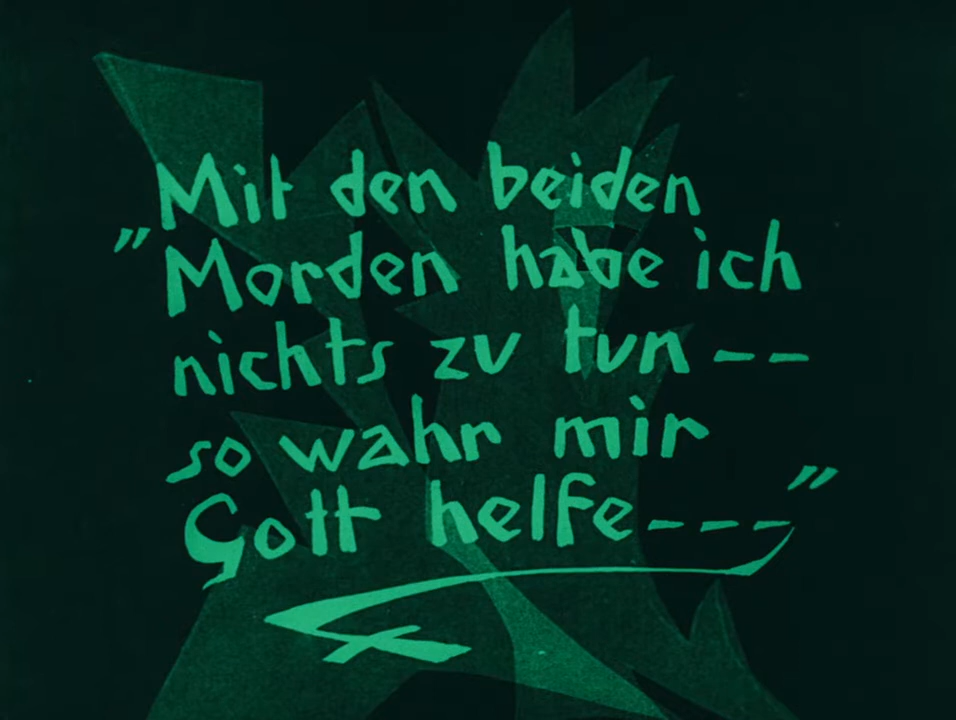 Mit den beiden
"Morden habe ich
nichts zu tun --
so wahr mir
Gott helfe---"